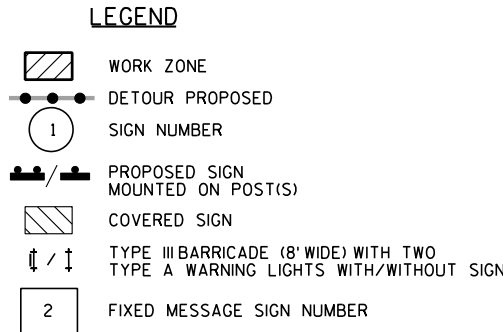 LEGEND
WORK ZONE
DETOUR PROPOSED
1 SIGN NUMBER
PROPOSED SIGN
MOUNTED ON POST(S)
COVERED SIGN
TYPE III BARRICADE (8' WIDE) WITH TWO
TYPE A WARNING LIGHTS WITH/WITHOUT SIGN
2 FIXED MESSAGE SIGN NUMBER